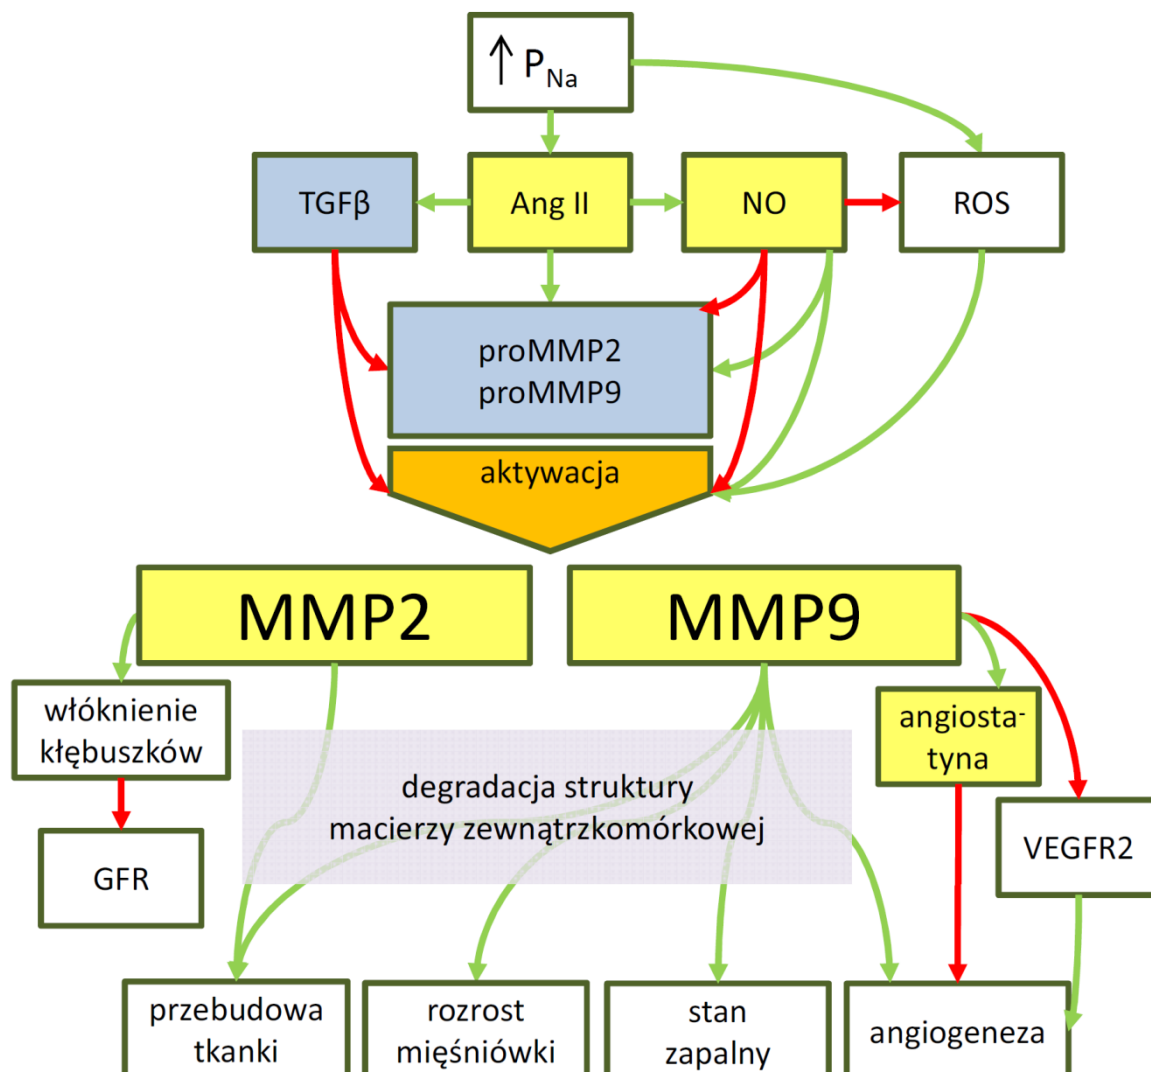 ↑ PNa
TGFβ
Ang II
NO
ROS
proMMP2
proMMP9
aktywacja
MMP2
MMP9
włóknienie
kłębuszków
angiosta-
tyna
degradacja struktury
macierzy zewnątrzkomórkowej
VEGFR2
GFR
przebudowa
tkanki
rozrost
mięśniówki
stan
zapalny
angiogeneza